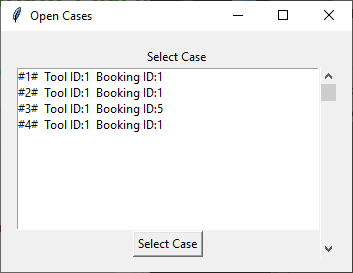 Open Cases
Select Case
#1#  Tool ID:1  Booking ID:1
#2#  Tool ID:1  Booking ID:1
#3#  Tool ID:1  Booking ID:5
#4#  Tool ID:1  Booking ID:1
Select Case